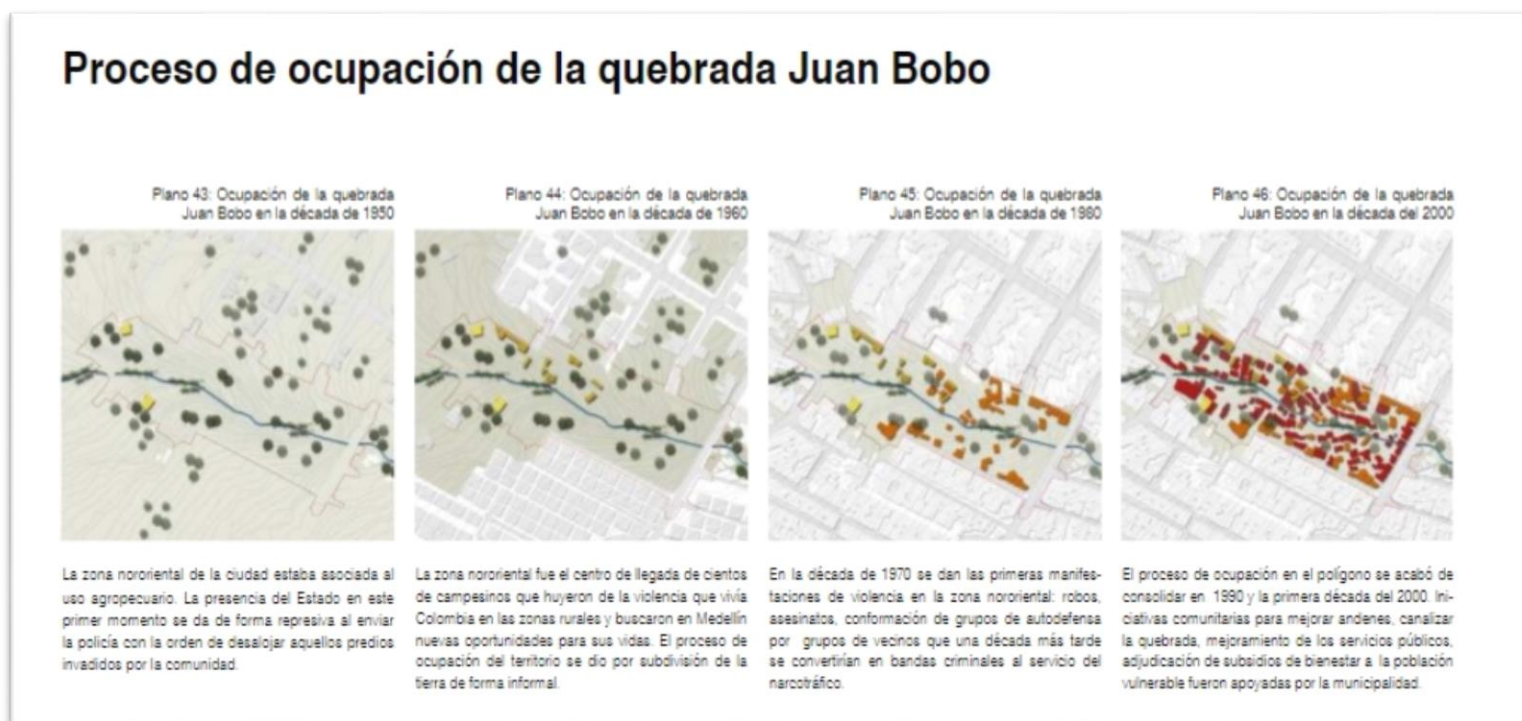 Proceso de ocupación de la quebrada Juan Bobo
Plano 43: Ocupación de la quebrada
Juan Bobo en la década de 1950
Plano 44: Ocupación de la quebrada
Juan Bobo en la década de 1960
Plano 45: Ocupación de la quebrada
Juan Bobo en la década de 1980
Plano 46: Ocupación de la quebrada
Juan Bobo en la década del 2000
La zona nororiental de la ciudad estaba asociada al
uso agropecuario. La presencia del Estado en este
primer momento se da de forma represiva al enviar
la policía con la orden de desalojar aquellos predios
invadidos por la comunidad.
La zona nororiental fue el centro de llegada de cientos
de campesinos que huyeron de la violencia que vivía
Colombia en las zonas rurales y buscaron en Medellín
nuevas oportunidades para sus vidas. El proceso de
ocupación del territorio se dio por subdivisión de la
tierra de forma informal.
En la década de 1970 se dan las primeras manifes-
taciones de violencia en la zona nororiental: robos,
asesinatos, conformación de grupos de autodefensa
por grupos de vecinos que una década más tarde
se convertirían en bandas criminales al servicio del
narcotráfico.
El proceso de ocupación en el polígono se acabó de
consolidar en 1990 y la primera década del 2000. Ini-
ciativas comunitarias para mejorar andenes, canalizar
la quebrada, mejoramiento de los servicios públicos,
adjudicación de subsidios de bienestar a la población
vulnerable fueron apoyadas por la municipalidad.